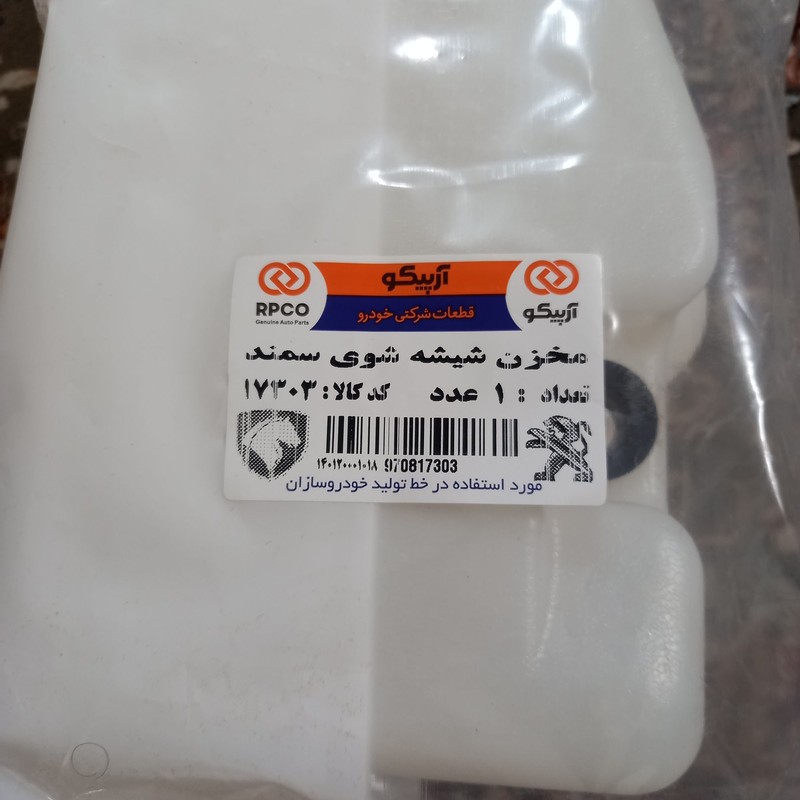 آرپیکو
RPCO
Genuine Auto Parts
قطعات شرکتی خودرو
آرپیکو
مخزن شیشه شوی سمند
تعداد : ۱ عدد کد کالا: ۱۷۳۰۳
۱۴۰۱۲۰۰۰۱۰۱۸ 970817303
مورد استفاده در خط تولید خودروسازان